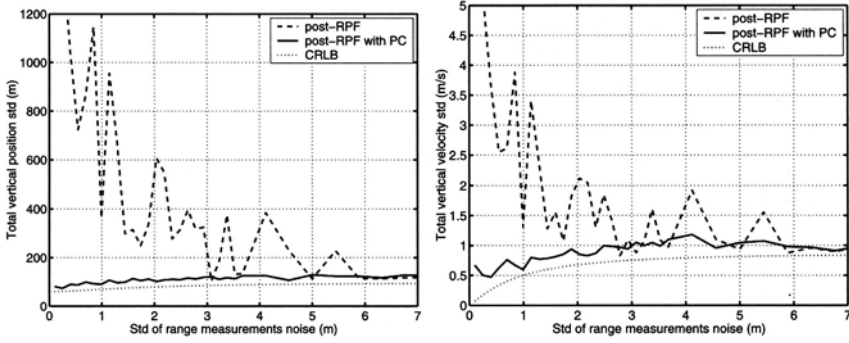 1200
1000
800
600
400
200
0
0 1 2 3 4 5 6 7
Total vertical position std (m)
Std of range measurements noise (m)
post-RPF
post-RPF with PC
CRLB
5
4.5
4
3.5
3
2.5
2
1.5
1
0.5
0
0 1 2 3 4 5 6 7
Total vertical velocity std (m/s)
Std of range measurements noise (m)
post-RPF
post-RPF with PC
CRLB